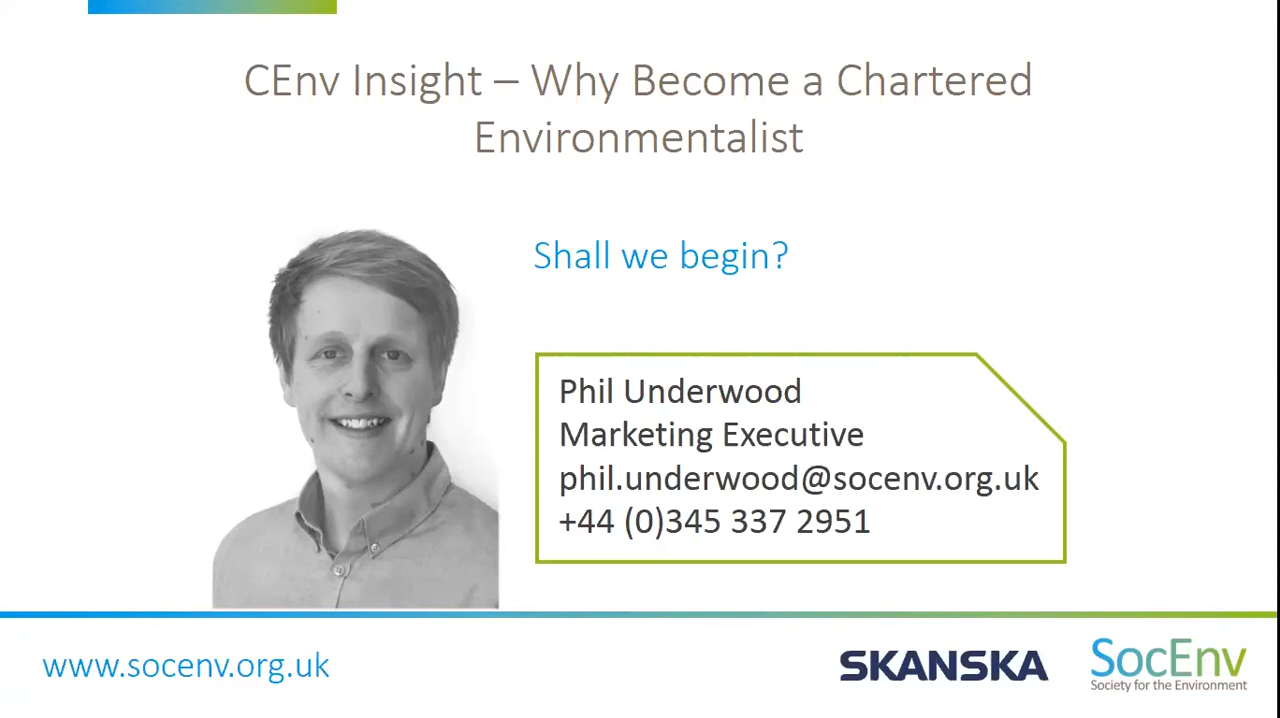 CEnv Insight – Why Become a Chartered
Environmentalist
Shall we begin?
Phil Underwood
Marketing Executive
phil.underwood@socenv.org.uk
+44 (0)345 337 2951
www.socenv.org.uk
SKANSKA
SocEnv
Society for the Environment